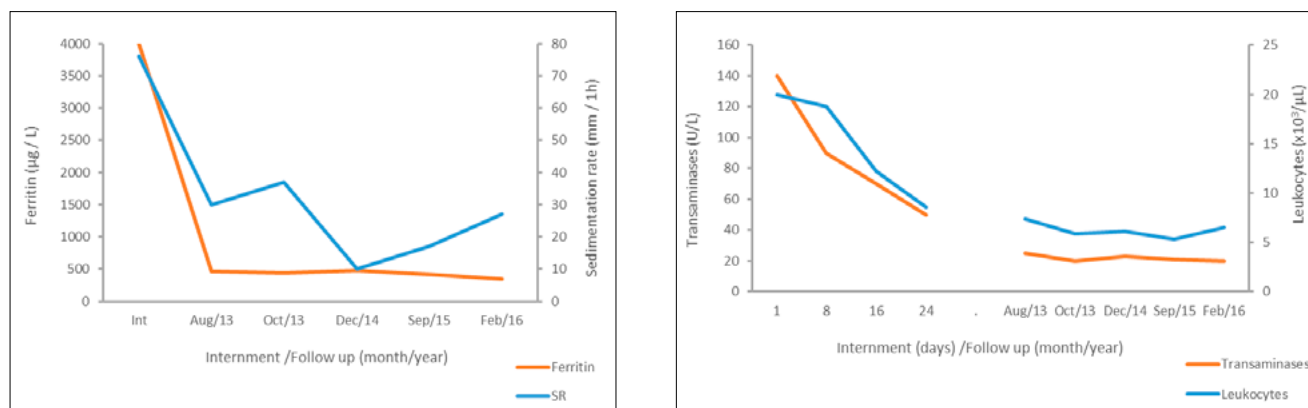 4000
3500
3000
2500
2000
1500
1000
500
0
Ferritin (µg / L)
80
70
60
50
40
30
20
10
0
Sedimentation rate (mm / 1h)
Int Aug/13 Oct/13 Dec/14 Sep/15 Feb/16
Internment /Follow up (month/year)
Ferritin
SR
160
140
120
100
80
60
40
20
0
Transaminases (U/L)
25
20
15
10
5
0
Leukocytes (x10³/µL)
1 8 16 24 . Aug/13 Oct/13 Dec/14 Sep/15 Feb/16
Internment (days) /Follow up (month/year)
Transaminases
Leukocytes